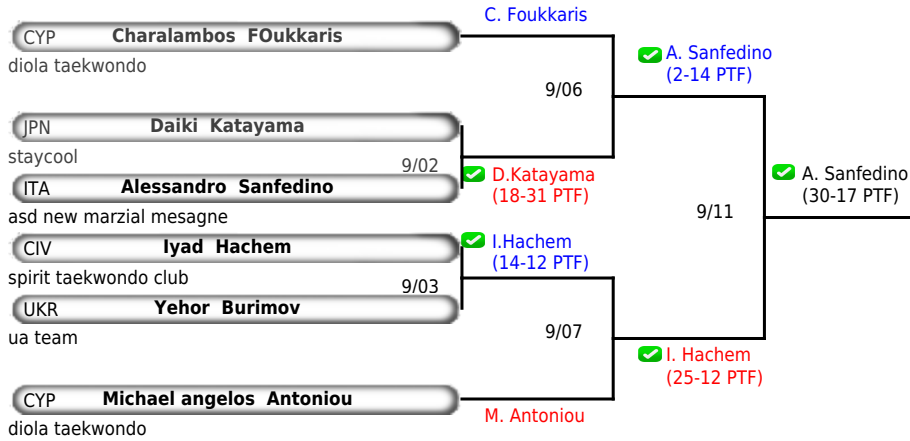 C. Foukkaris
CYP Charalambos FOukkaris
diola taekwondo
A. Sanfedino
(2-14 PTF)
9/06
JPN Daiki Katayama
staycool
9/02
D.Katayama
(18-31 PTF)
ITA Alessandro Sanfedino
asd new marzial mesagne
A. Sanfedino
(30-17 PTF)
9/11
CIV Iyad Hachem
spirit taekwondo club
I.Hachem
(14-12 PTF)
9/03
UKR Yehor Burimov
ua team
9/07
I. Hachem
(25-12 PTF)
CYP Michael angelos Antoniou
diola taekwondo
M. Antoniou